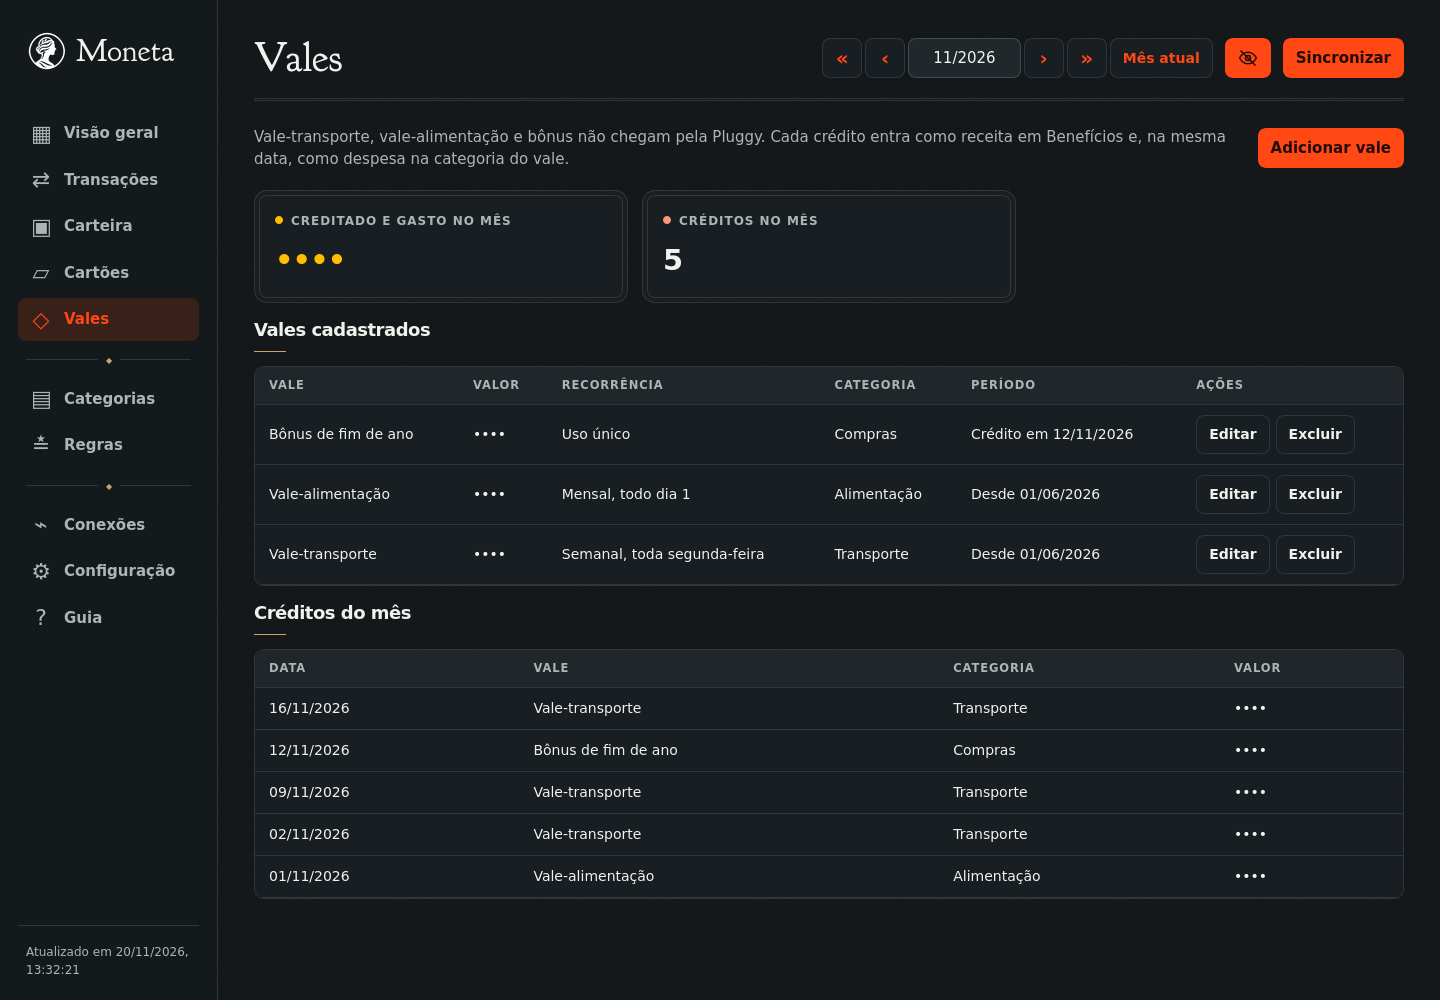 Moneta
Visão geral
Transações
Carteira
Cartões
Vales
Categorias
Regras
Conexões
Configuração
? Guia
Atualizado em 20/11/2026,
13:32:21
Vales
« ‹ 11/2026 › » Mês atual Sincronizar
Vale-transporte, vale-alimentação e bônus não chegam pela Pluggy. Cada crédito entra como receita em Benefícios e, na mesma
data, como despesa na categoria do vale.
Adicionar vale
CREDITADO E GASTO NO MÊS
••••
CRÉDITOS NO MÊS
5
Vales cadastrados
VALE VALOR RECORRÊNCIA CATEGORIA PERÍODO AÇÕES
Bônus de fim de ano •••• Uso único Compras Crédito em 12/11/2026 Editar Excluir
Vale-alimentação •••• Mensal, todo dia 1 Alimentação Desde 01/06/2026 Editar Excluir
Vale-transporte •••• Semanal, toda segunda-feira Transporte Desde 01/06/2026 Editar Excluir
Créditos do mês
DATA VALE CATEGORIA VALOR
16/11/2026 Vale-transporte Transporte ••••
12/11/2026 Bônus de fim de ano Compras ••••
09/11/2026 Vale-transporte Transporte ••••
02/11/2026 Vale-transporte Transporte ••••
01/11/2026 Vale-alimentação Alimentação ••••